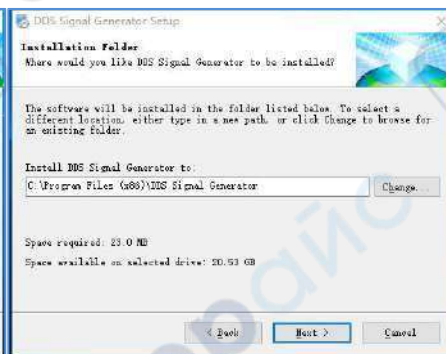 DDS Signal Generator Setup
Installation Folder
Where would you like DDS Signal Generator to be installed?
The software will be installed in the folder listed below. To select a
different location, either type in a new path, or click Change to browse for
an existing folder.
Install DDS Signal Generator to:
C:\Program Files (x86)\DDS Signal Generator
Change...
Space required: 23.0 MB
Space available on selected drive: 20.53 GB
< Back
Next >
Cancel